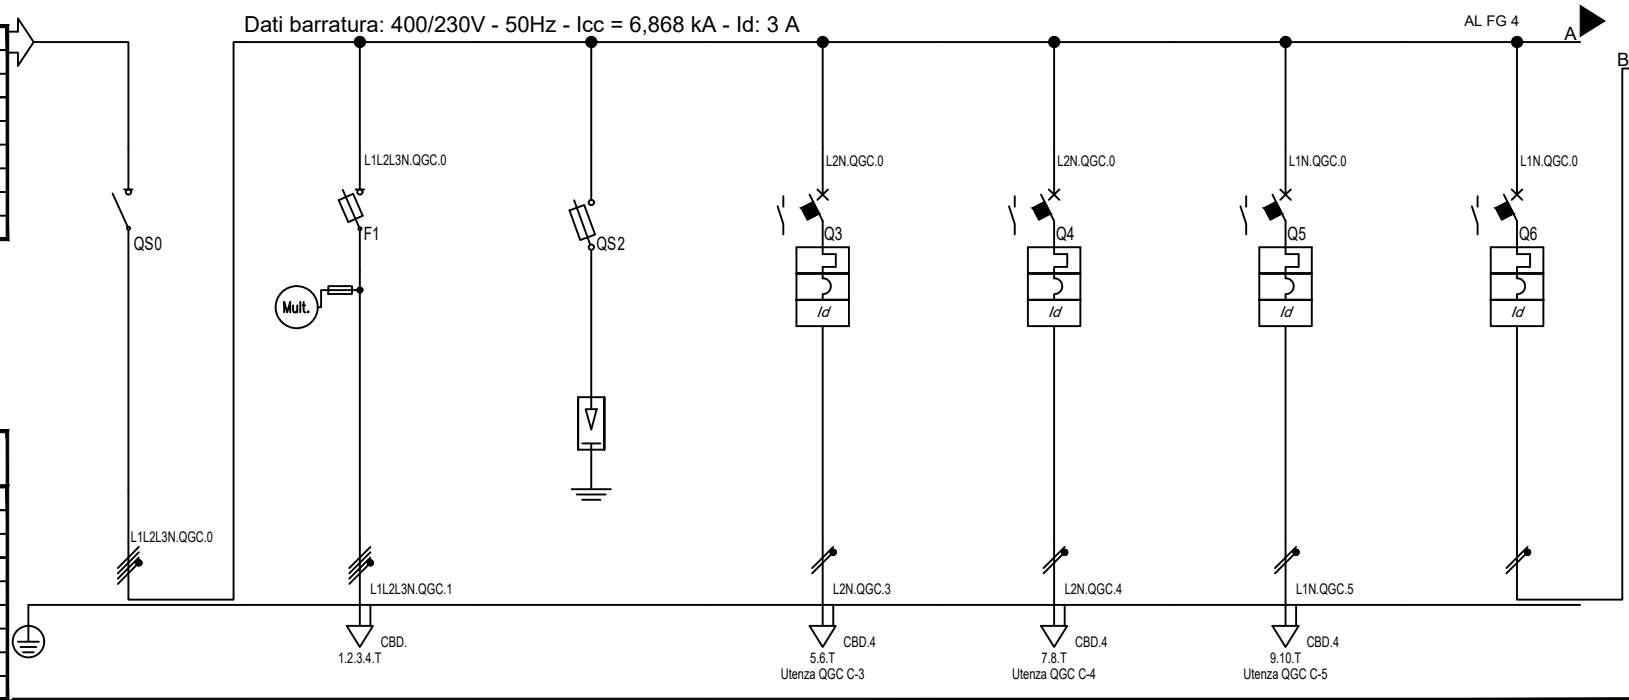 Dati barratura: 400/230V - 50Hz - Icc = 6,868 kA - Id: 3 A
AL FG 4
A
B
L1L2L3N.QGC.0
L2N.QGC.0
L2N.QGC.0
L1N.QGC.0
L1N.QGC.0
QS0
F1
QS2
Q3
Q4
Q5
Q6
Mult.
Id
Id
Id
Id
L1L2L3N.QGC.0
L1L2L3N.QGC.1
L2N.QGC.3
L2N.QGC.4
L1N.QGC.5
CBD.
CBD.4
CBD.4
CBD.4
1.2.3.4.T
5.6.T
7.8.T
9.10.T
Utenza QGC C-3
Utenza QGC C-4
Utenza QGC C-5